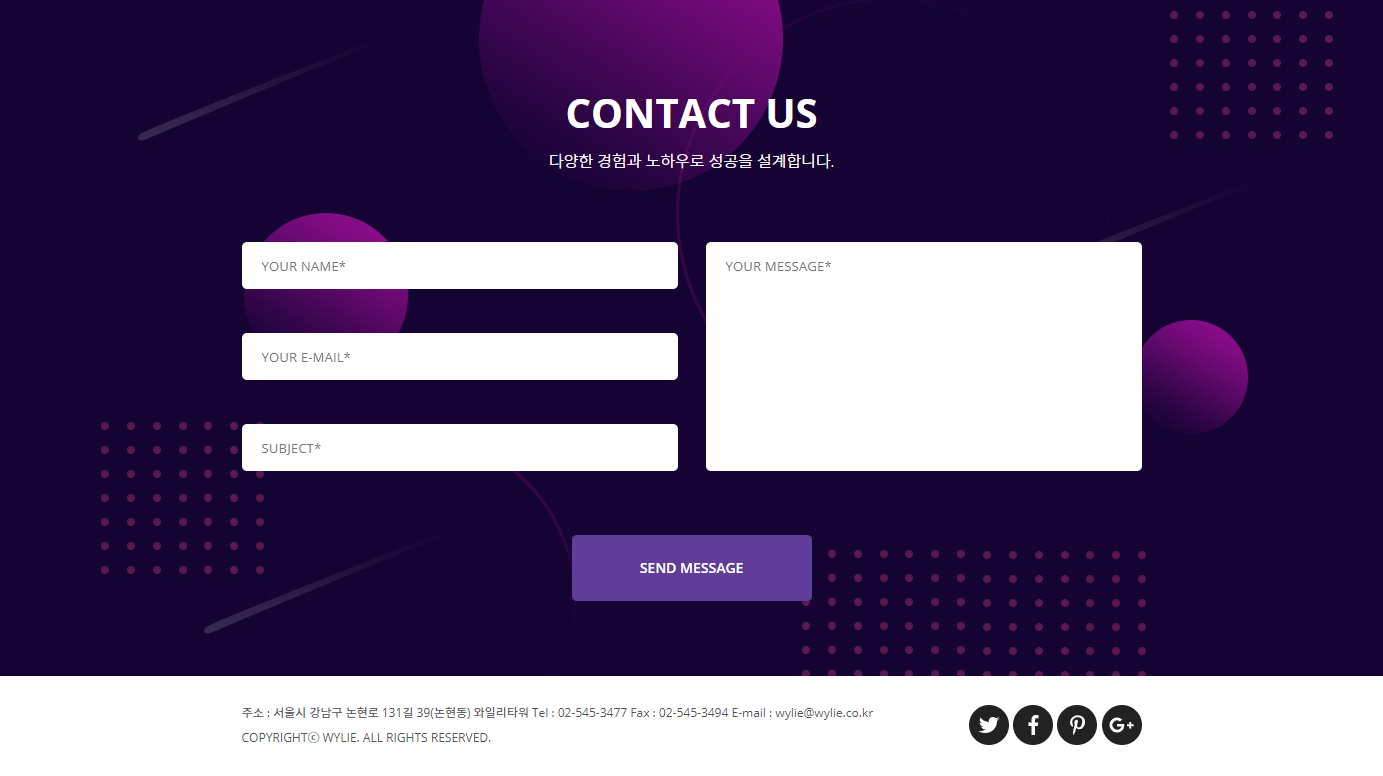 CONTACT US
다양한 경험과 노하우로 성공을 설계합니다.
YOUR NAME*
YOUR MESSAGE*
YOUR E-MAIL*
SUBJECT*
SEND MESSAGE
주소 : 서울시 강남구 논현로 131길 39(논현동) 와일리타워 Tel : 02-545-3477 Fax : 02-545-3494 E-mail : wylie@wylie.co.kr
COPYRIGHTⓒ WYLIE. ALL RIGHTS RESERVED.